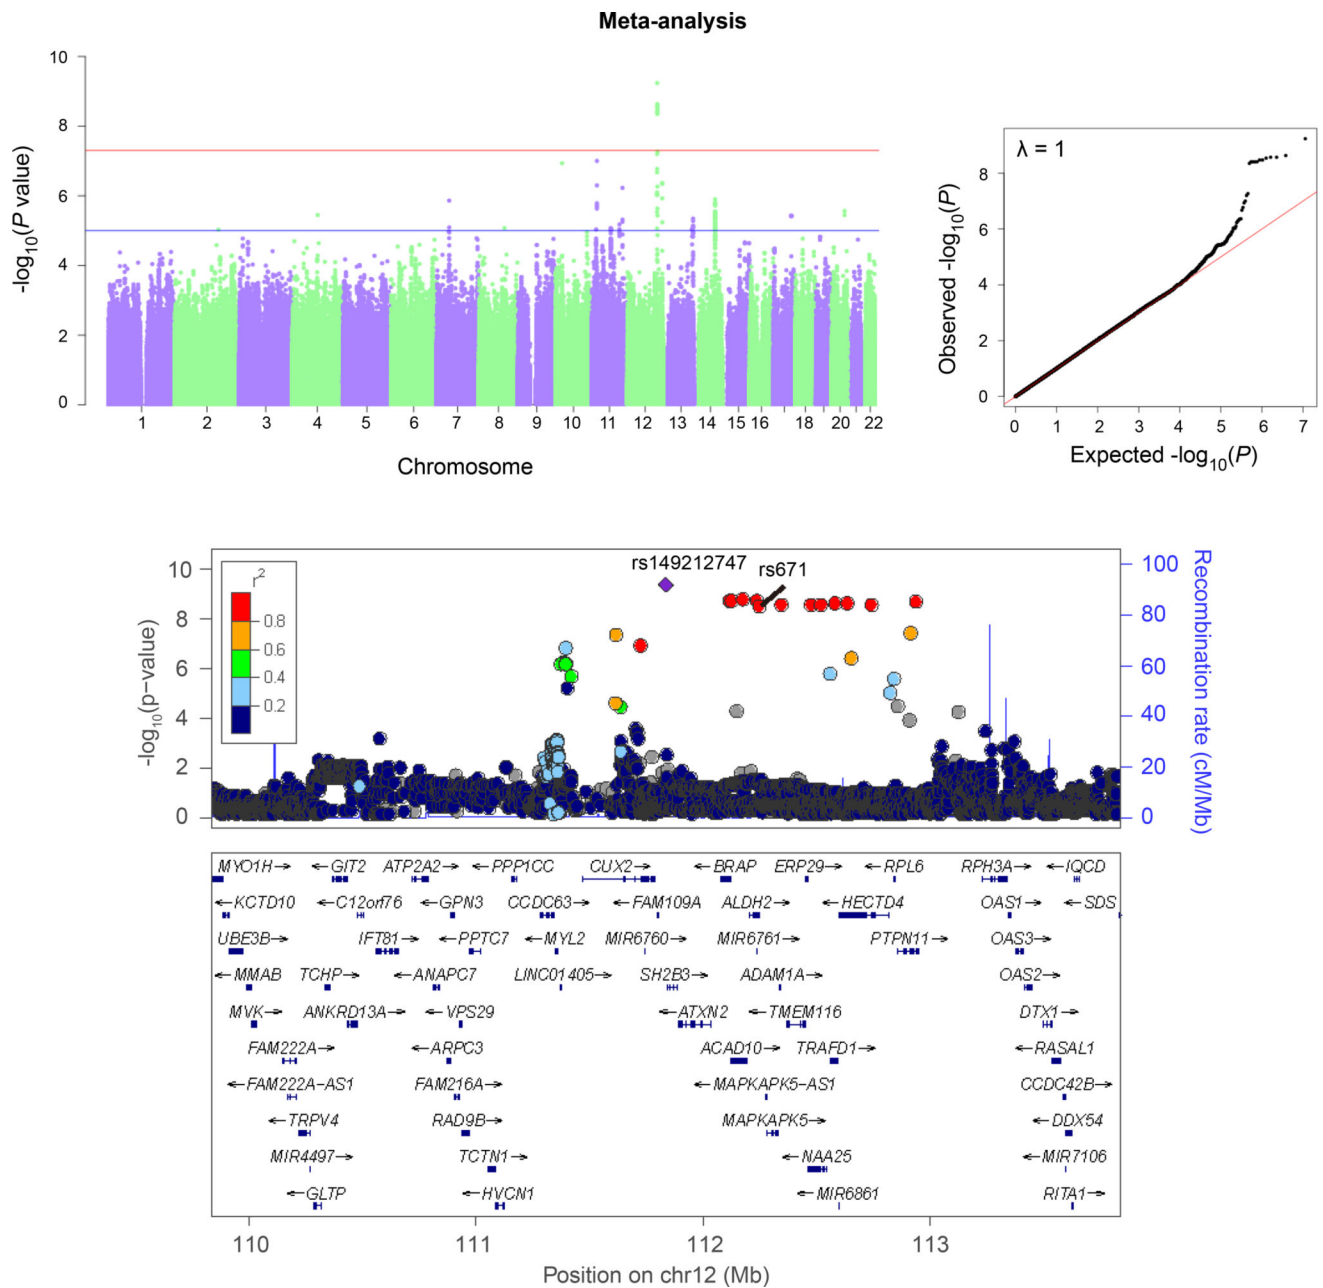 Meta-analysis
10
8
6
4
2
0
-log10(P value)
1 2 3 4 5 6 7 8 9 10 11 12 13 14 15 16 18 20 22
Chromosome
λ = 1
8
6
4
2
0
Observed -log10(P)
0 1 2 3 4 5 6 7
Expected -log10(P)
rs149212747
rs671
r2
0.8
0.6
0.4
0.2
10
8
6
4
2
0
-log10(p−value)
100
80
60
40
20
0
Recombination rate (cM/Mb)
MYO1H→ ←GIT2 ATP2A2→ ←PPP1CC CUX2→ ←BRAP ERP29→ ←RPL6 RPH3A→ ←IQCD
←KCTD10 ←C12orf76 ←GPN3 CCDC63→ ←FAM109A ALDH2→ ←HECTD4 OAS1→ ←SDS
UBE3B→ IFT81→ ←PPTC7 ←MYL2 MIR6760→ MIR6761→ PTPN11→ OAS3→
←MMAB TCHP→ ←ANAPC7 LINC01405→ SH2B3→ ADAM1A→ OAS2→
MVK→ ANKRD13A→ ←VPS29 ←ATXN2 ←TMEM116 DTX1→
FAM222A→ ←ARPC3 ACAD10→ TRAFD1→ ←RASAL1
←FAM222A−AS1 FAM216A→ ←MAPKAPK5−AS1 CCDC42B→
←TRPV4 RAD9B→ MAPKAPK5→ ←DDX54
MIR4497→ TCTN1→ ←NAA25 ←MIR7106
←GLTP ←HVCN1 ←MIR6861 RITA1→
110 111 112 113
Position on chr12 (Mb)